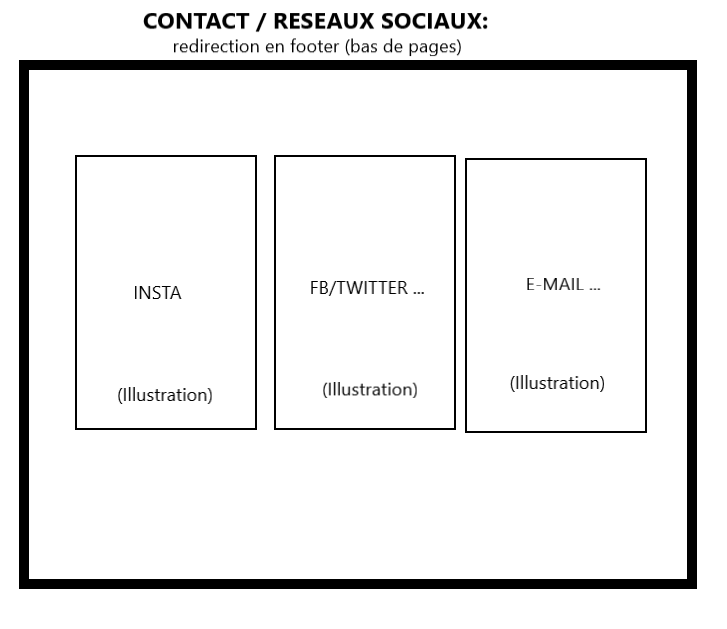 CONTACT / RESEAUX SOCIAUX:
redirection en footer (bas de pages)
INSTA
(Illustration)
FB/TWITTER ...
(Illustration)
E-MAIL ...
(Illustration)